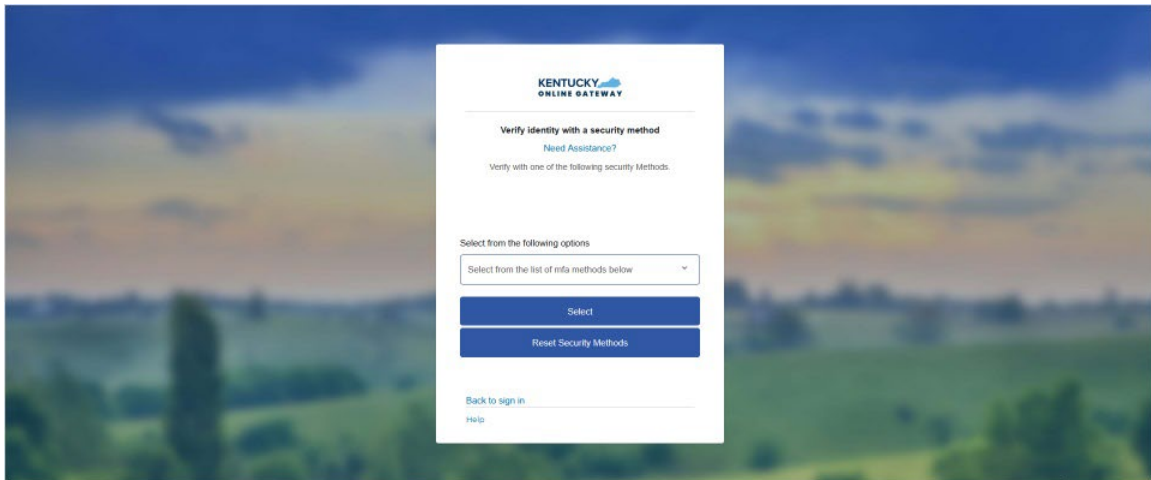 KENTUCKY
ONLINE GATEWAY
Verify identity with a security method
Need Assistance?
Verify with one of the following security Methods.
Select from the following options
Select from the list of mfa methods below
Select
Reset Security Methods
Back to sign in
Help